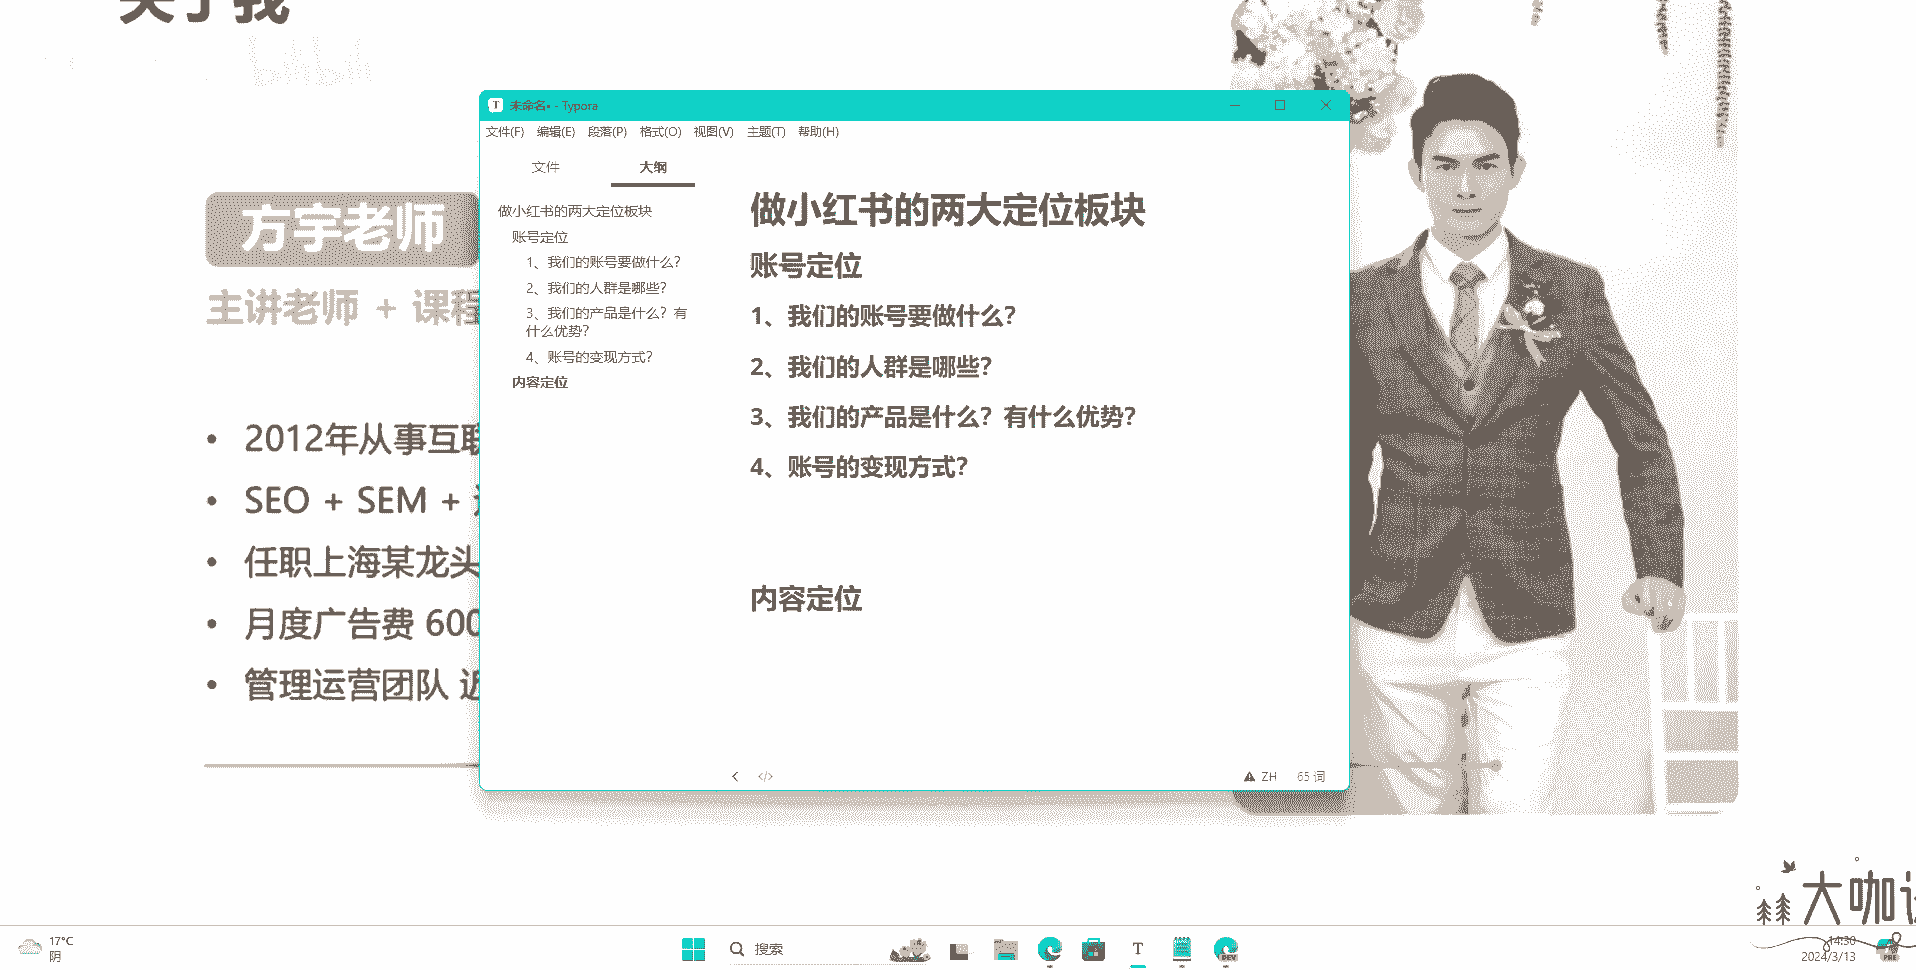 关于我
bilibili
方宇老师
主讲老师 + 课程
2012年从事互联
SEO + SEM +
任职上海某龙头
月度广告费 600
管理运营团队 近
未命名• - Typora
文件(F) 编辑(E) 段落(P) 格式(O) 视图(V) 主题(T) 帮助(H)
文件 大纲
做小红书的两大定位板块
账号定位
1、我们的账号要做什么?
2、我们的人群是哪些?
3、我们的产品是什么?有
什么优势?
4、账号的变现方式?
内容定位
做小红书的两大定位板块
账号定位
1、我们的账号要做什么?
2、我们的人群是哪些?
3、我们的产品是什么?有什么优势?
4、账号的变现方式?
内容定位
</> ZH 65 词
大咖
17°C
阴
搜索
DEV
14:30
2024/3/13
PRE